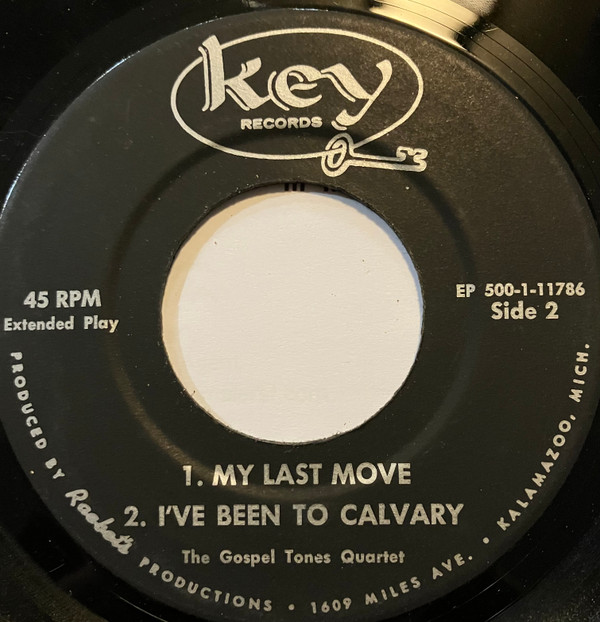 key
RECORDS
45 RPM
Extended Play
EP 500-1-11786
Side 2
1. MY LAST MOVE
2. I'VE BEEN TO CALVARY
The Gospel Tones Quartet
PRODUCED BY PRODUCTIONS • 1609 MILES AVE. • KALAMAZOO, MICH.